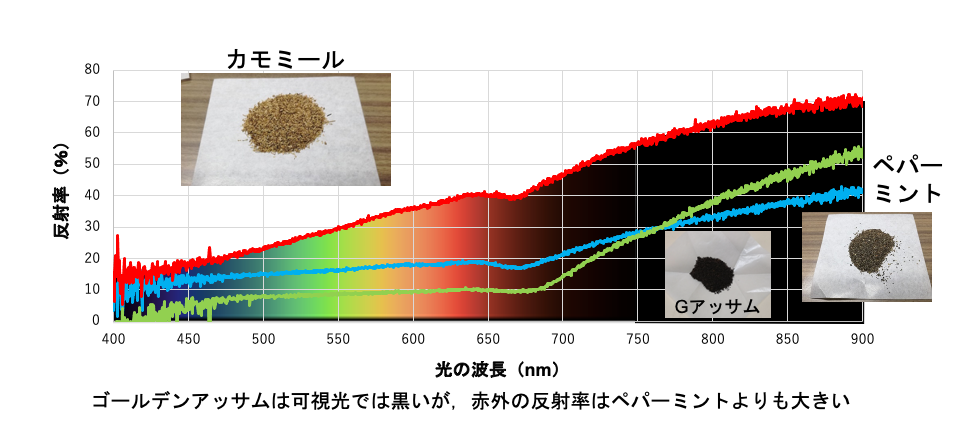 カモミール
80
70
60
50
40
30
20
10
0
反射率（%）
ペパー
ミント
Gアッサム
400 450 500 550 600 650 700 750 800 850 900
光の波長（nm）
ゴールデンアッサムは可視光では黒いが，赤外の反射率はペパーミントよりも大きい